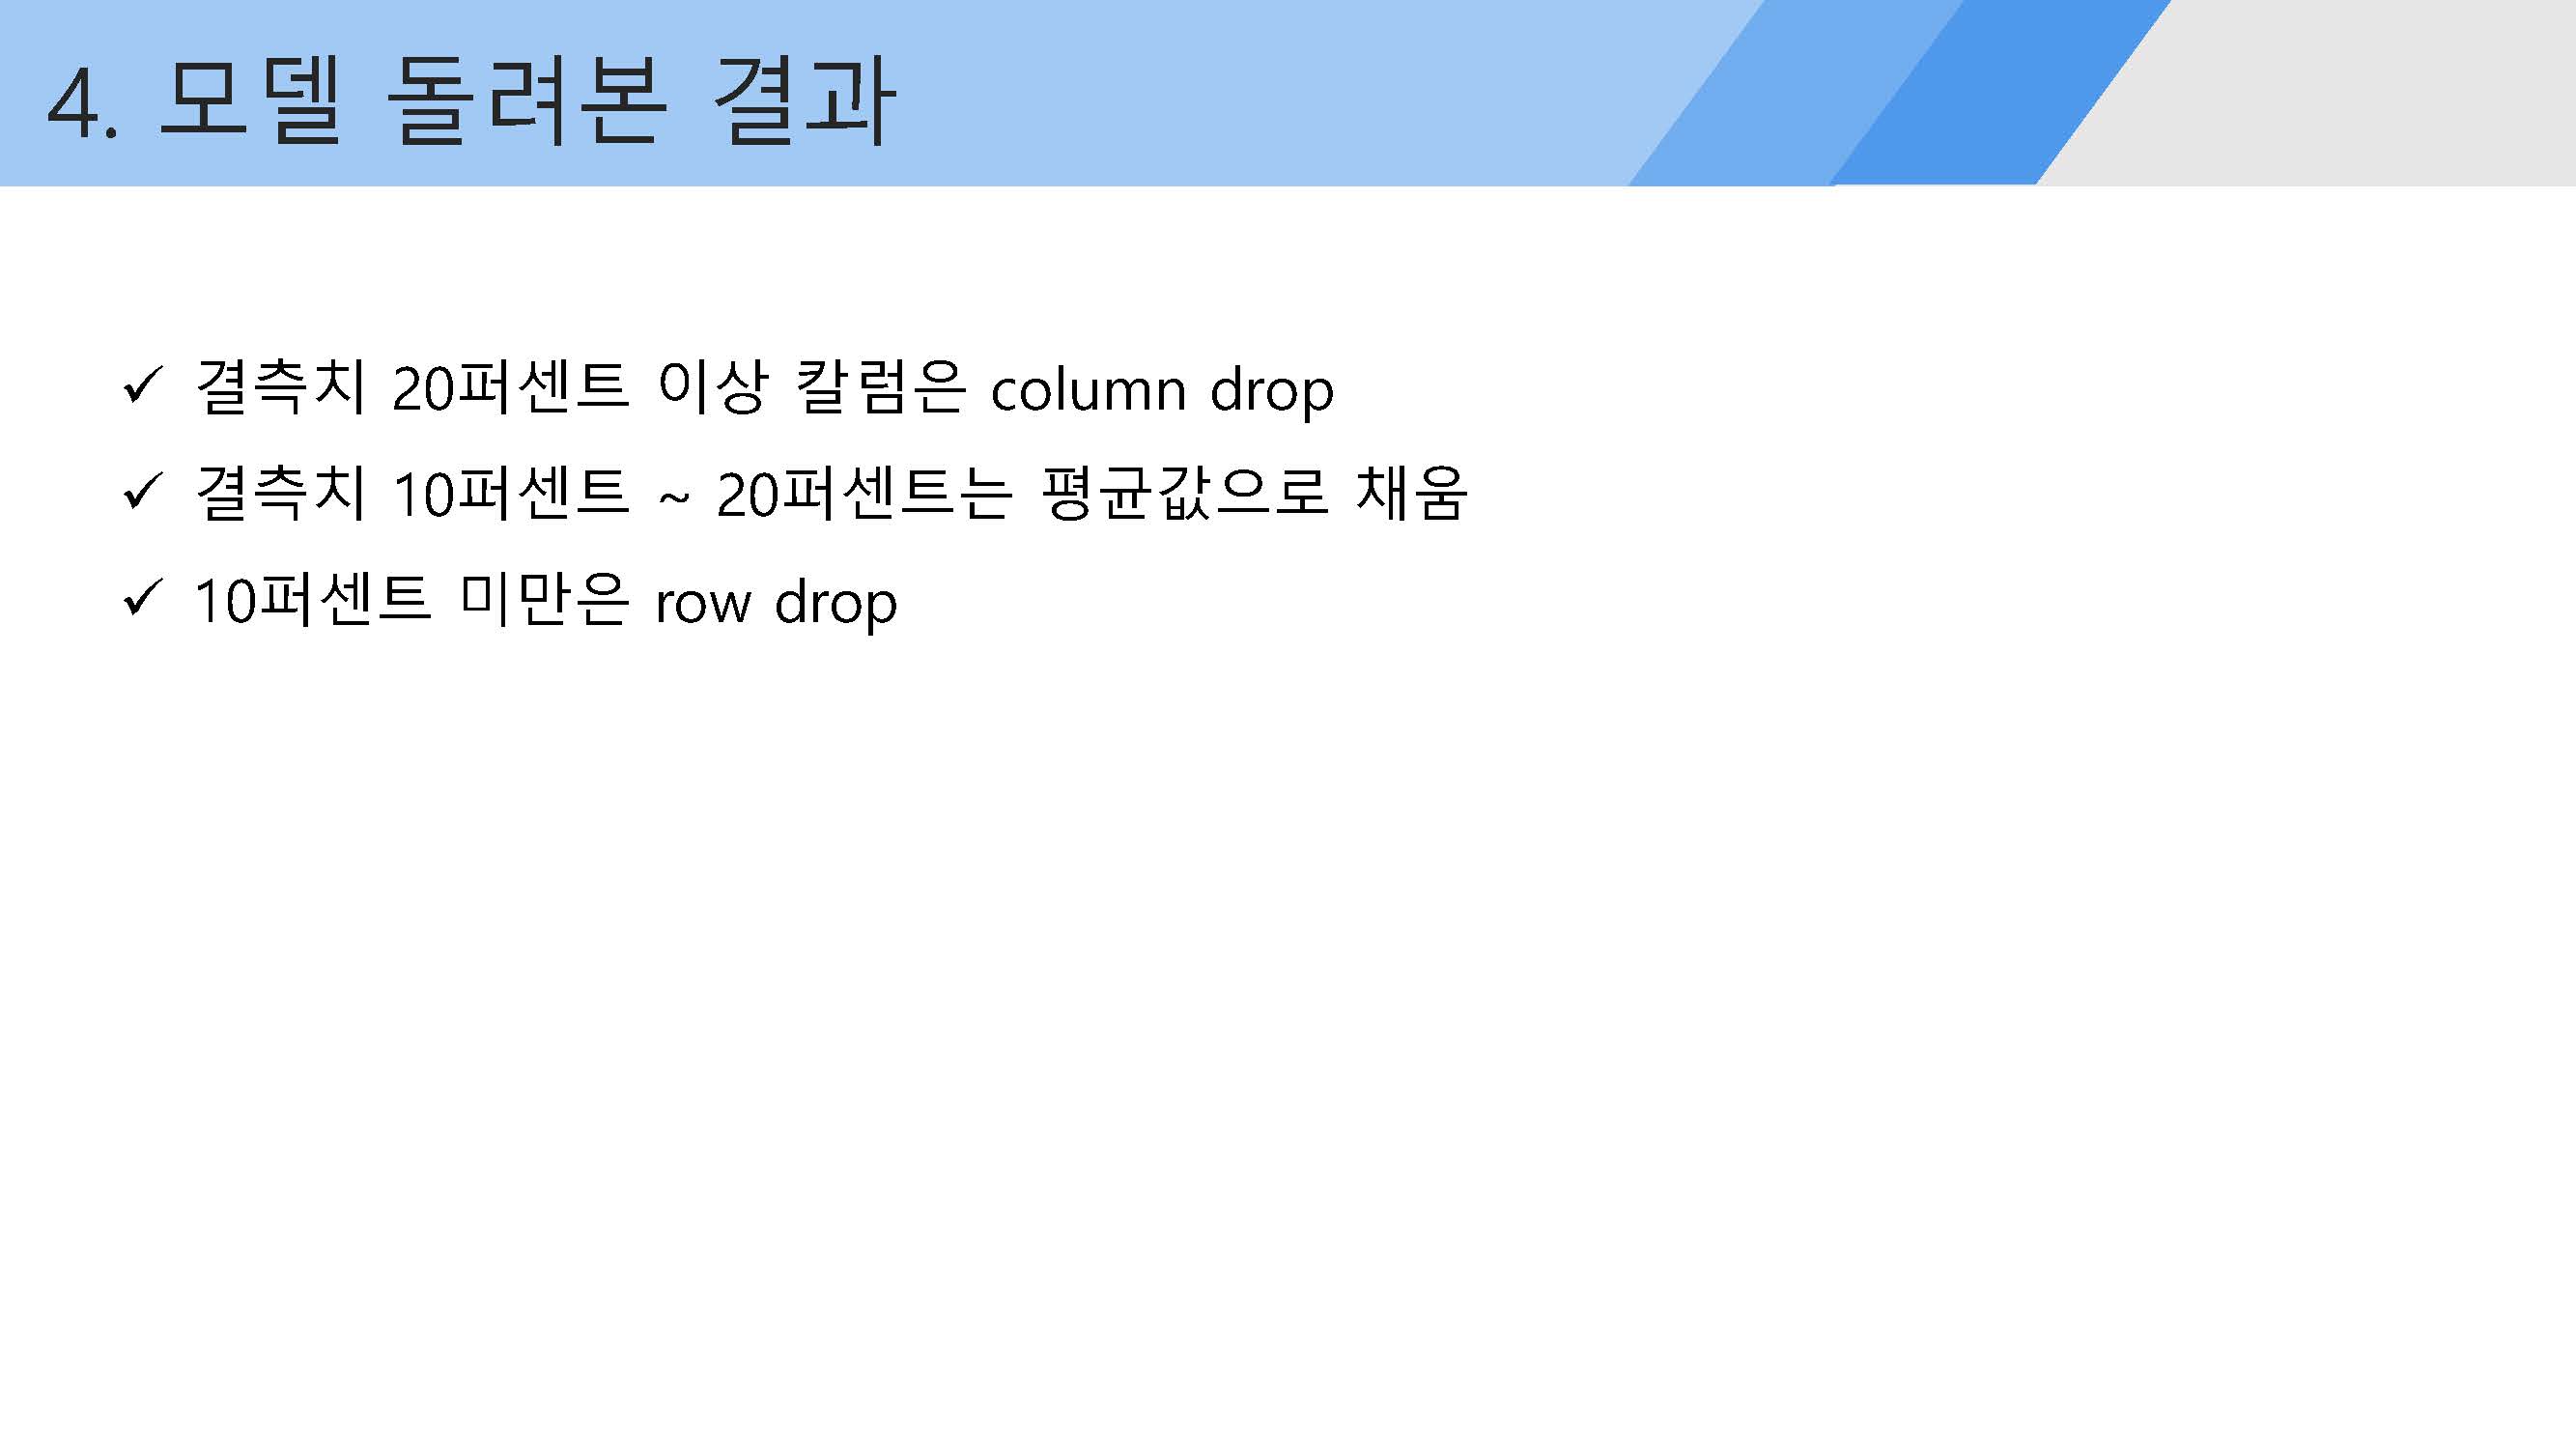 4. 모델 돌려본 결과
✓ 결측치 20퍼센트 이상 칼럼은 column drop
✓ 결측치 10퍼센트 ~ 20퍼센트는 평균값으로 채움
✓ 10퍼센트 미만은 row drop